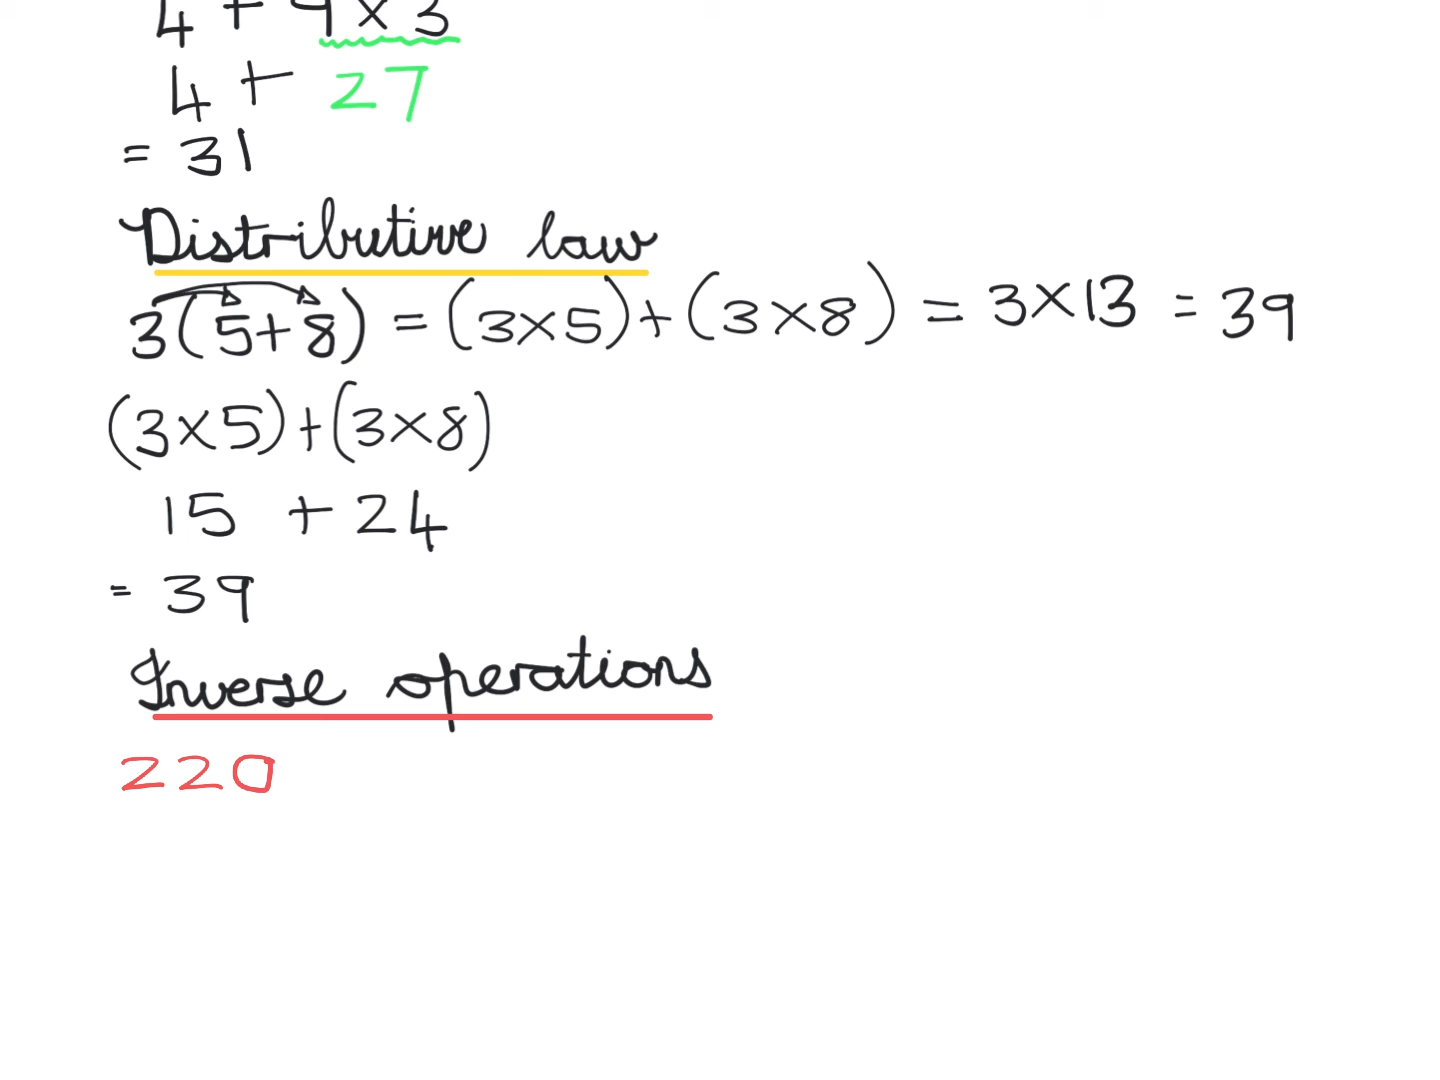 4 + 9 × 3
4 + 27
= 31
Distributive law
3(5+8) = (3×5)+(3×8) = 3×13 = 39
(3×5)+(3×8)
15 + 24
= 39
Inverse operations
220